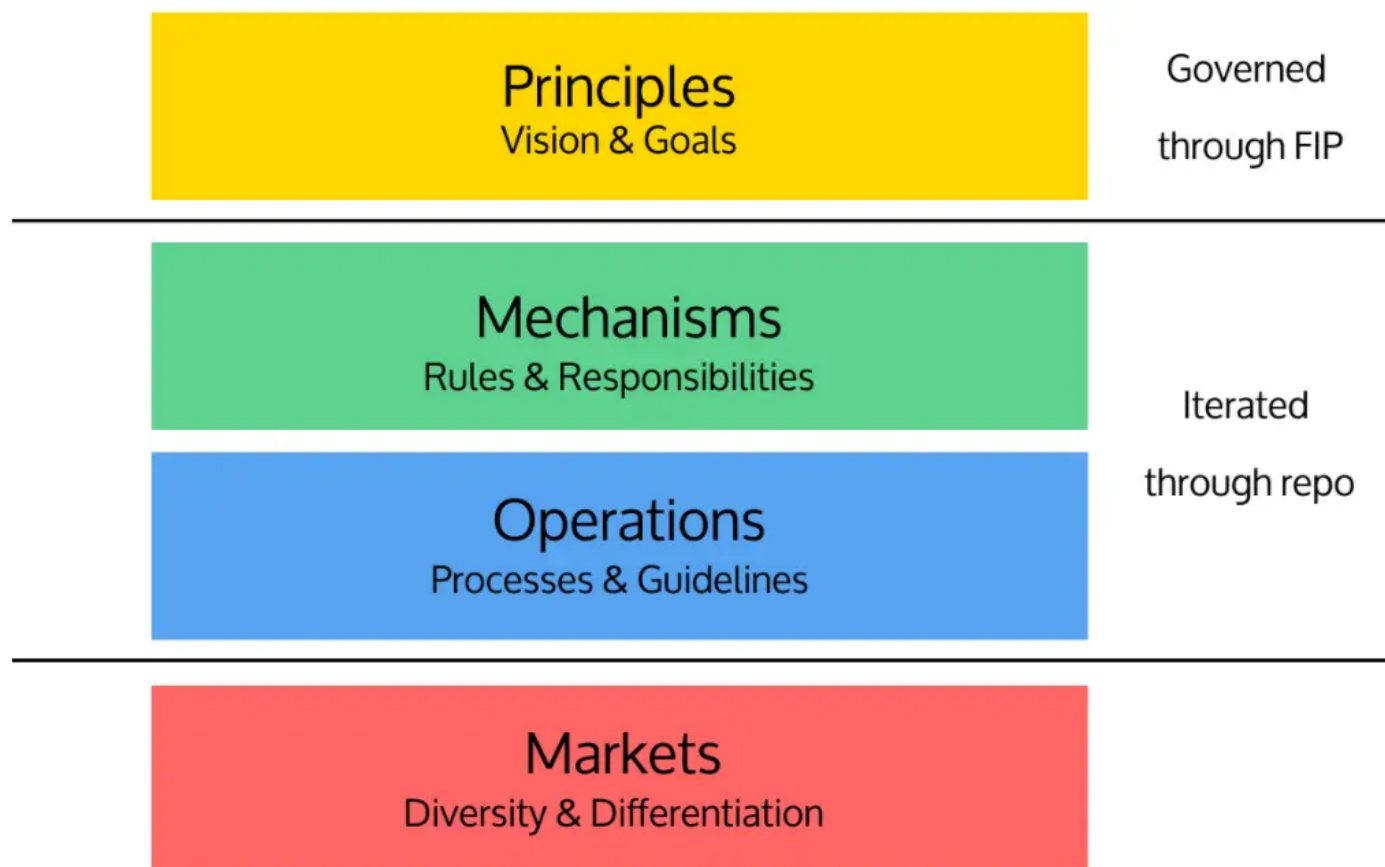 Principles
Vision & Goals
Governed
through FIP
Mechanisms
Rules & Responsibilities
Iterated
through repo
Operations
Processes & Guidelines
Markets
Diversity & Differentiation